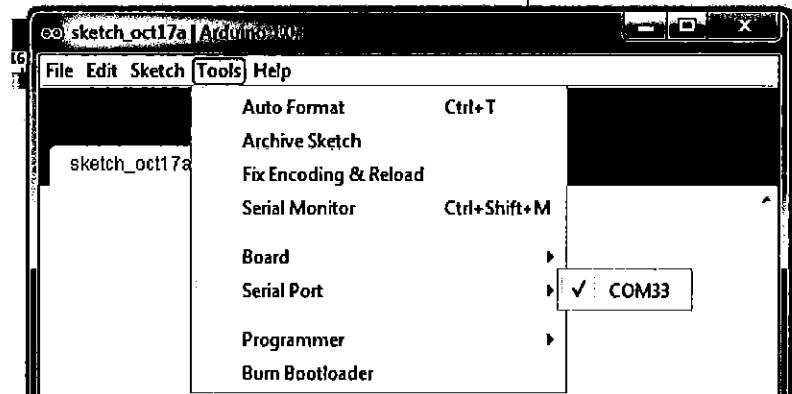 sketch_oct17a | Arduino
16
File Edit Sketch Tools Help
Auto Format Ctrl+T
Archive Sketch
sketch_oct17a
Fix Encoding & Reload
Serial Monitor Ctrl+Shift+M
Board
Serial Port ✓ COM33
Programmer
Burn Bootloader